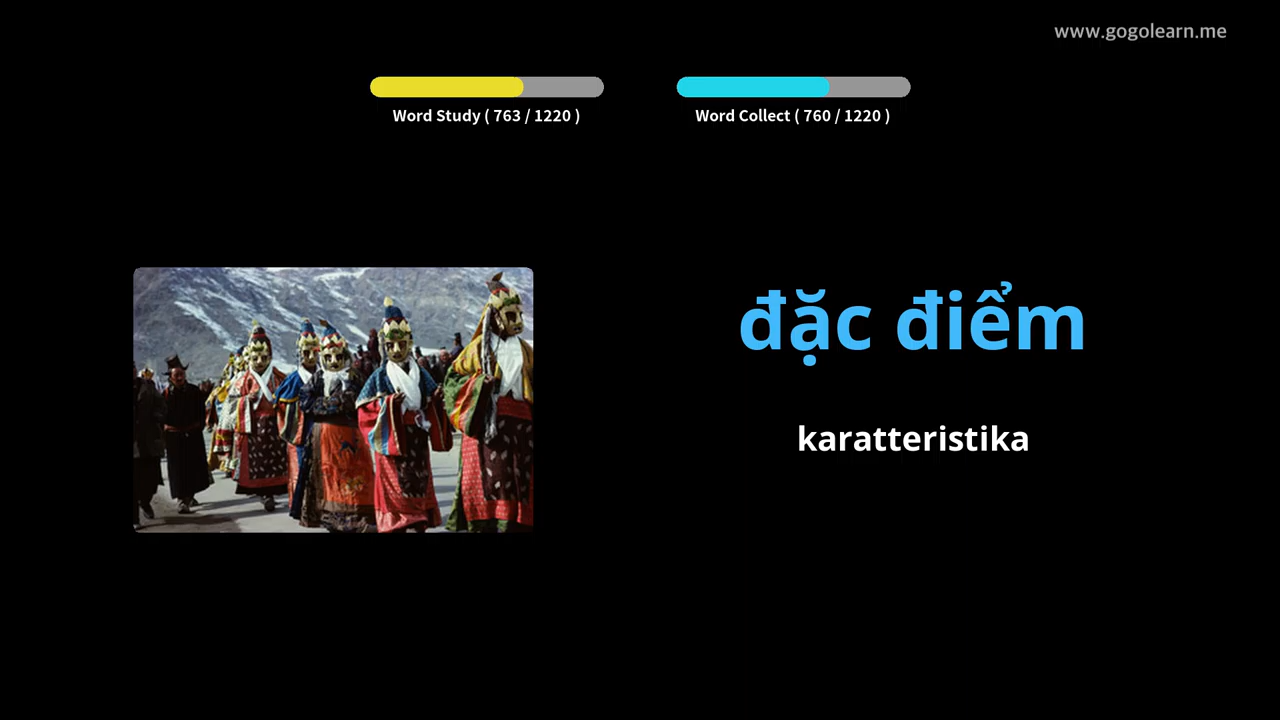 www.gogolearn.me
Word Study ( 763 / 1220 )
Word Collect ( 760 / 1220 )
đặc điểm
karatteristika